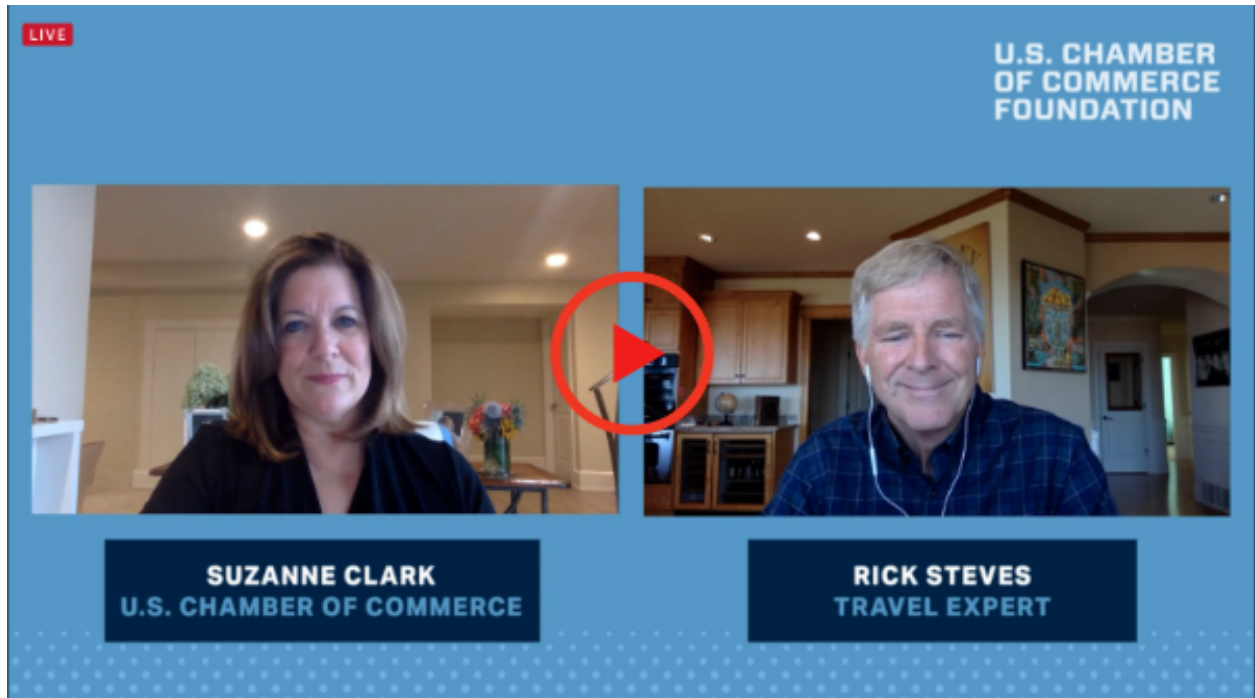 LIVE
U.S. CHAMBER
OF COMMERCE
FOUNDATION
SUZANNE CLARK
U.S. CHAMBER OF COMMERCE
RICK STEVES
TRAVEL EXPERT